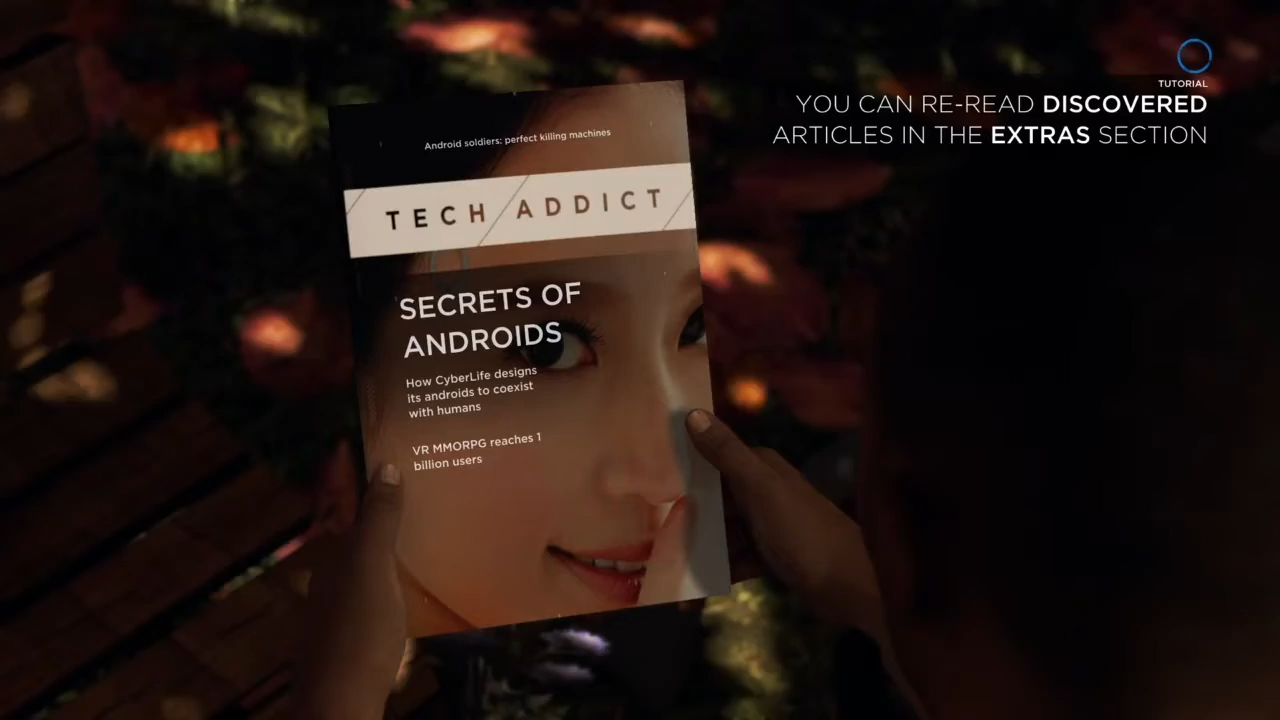 TUTORIAL
YOU CAN RE-READ DISCOVERED
ARTICLES IN THE EXTRAS SECTION
Android soldiers: perfect killing machines
TECH ADDICT
SECRETS OF
ANDROIDS
How CyberLife designs
its androids to coexist
with humans
VR MMORPG reaches 1
billion users